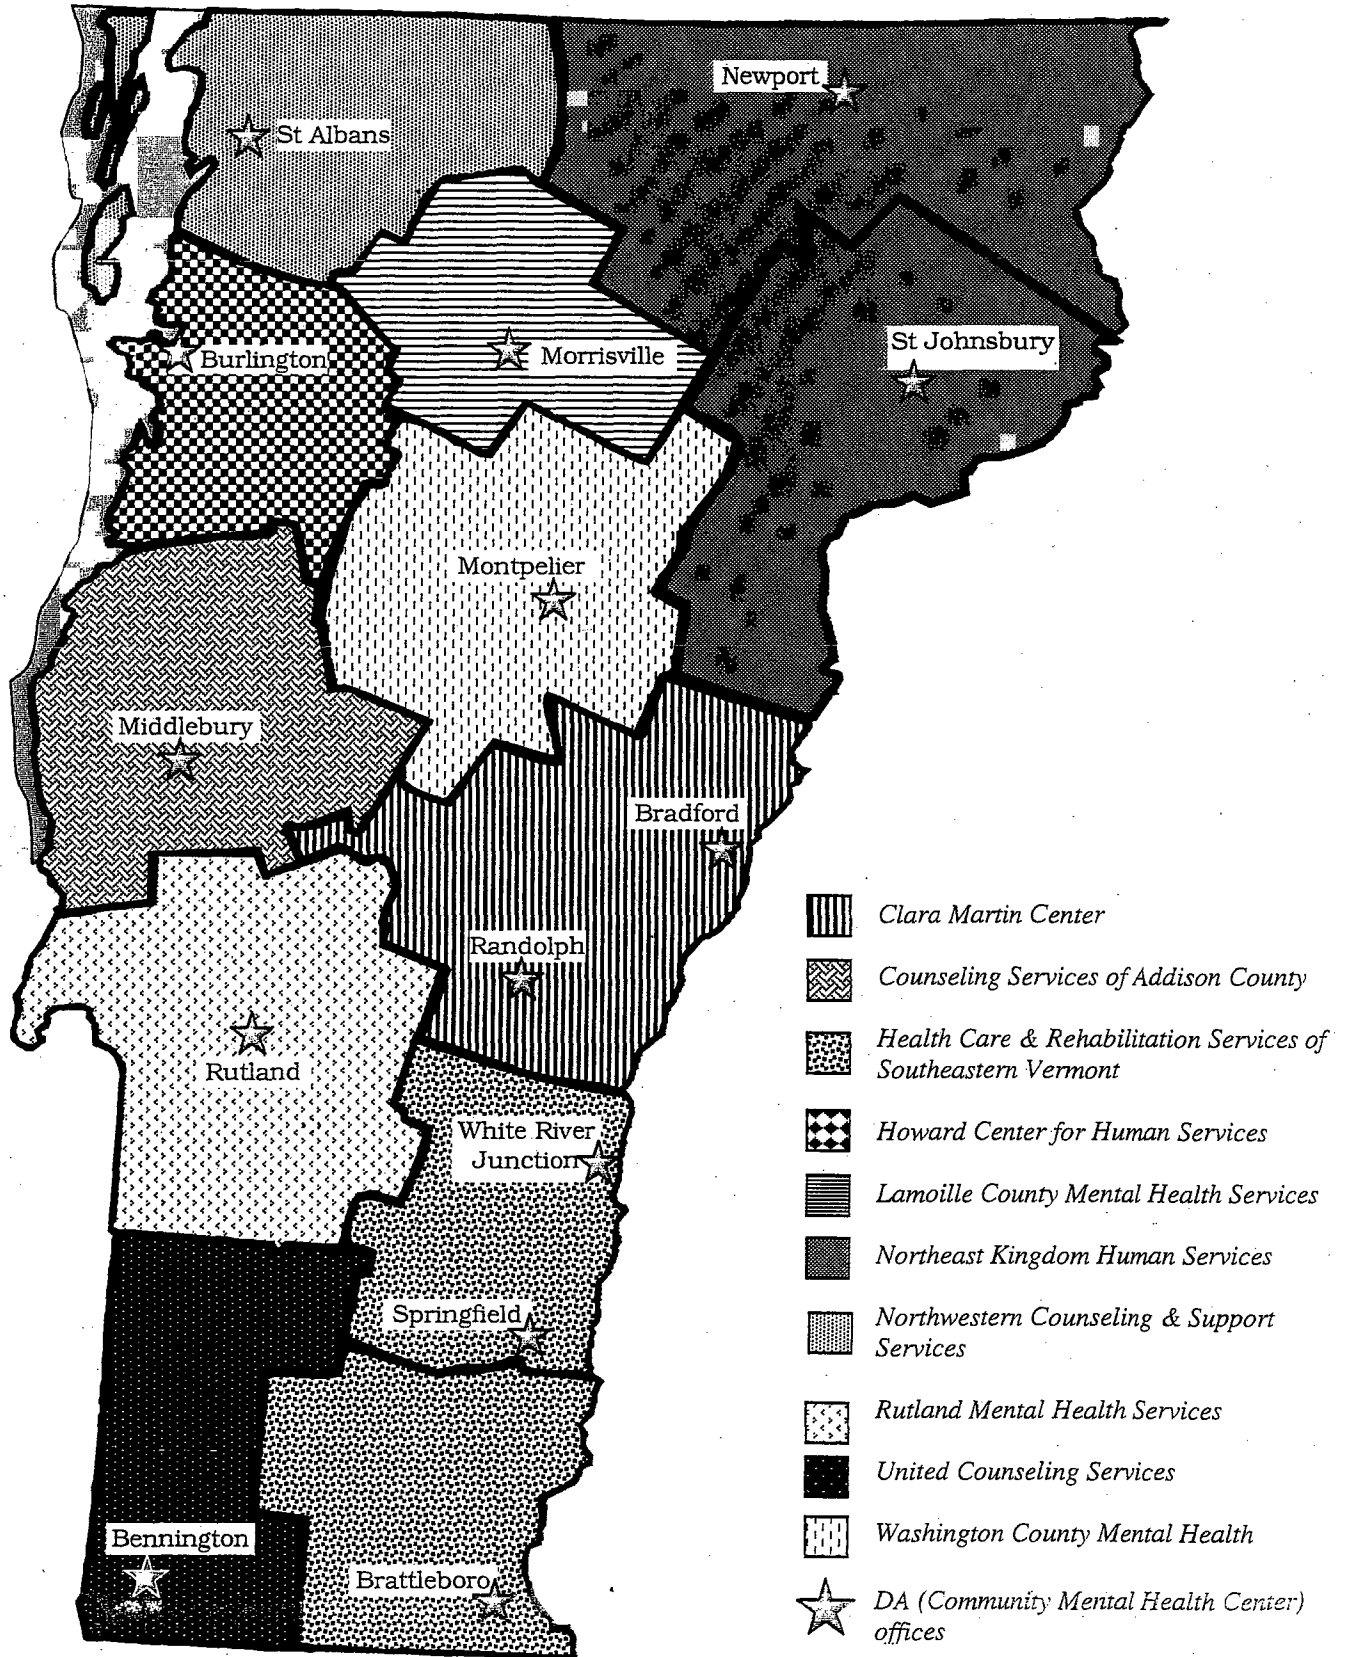 Newport
St Albans
St Johnsbury
Burlington
Morrisville
Montpelier
Middlebury
Bradford
Randolph
Rutland
White River
Junction
Springfield
Bennington
Brattleboro
Clara Martin Center
Counseling Services of Addison County
Health Care & Rehabilitation Services of
Southeastern Vermont
Howard Center for Human Services
Lamoille County Mental Health Services
Northeast Kingdom Human Services
Northwestern Counseling & Support
Services
Rutland Mental Health Services
United Counseling Services
Washington County Mental Health
DA (Community Mental Health Center)
offices